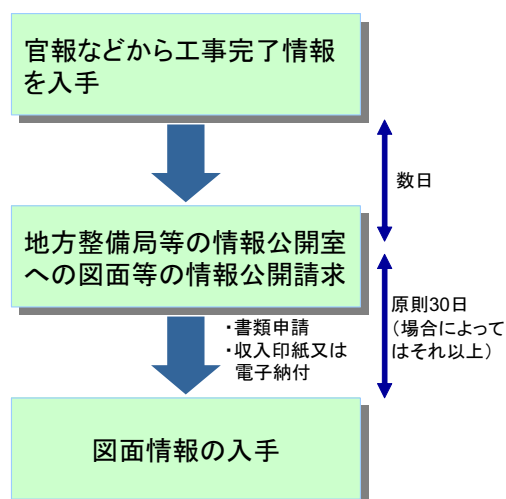 官報などから工事完了情報
を入手
数日
地方整備局等の情報公開室
への図面等の情報公開請求
・書類申請
・収入印紙又は
電子納付
原則30日
（場合によって
はそれ以上）
図面情報の入手